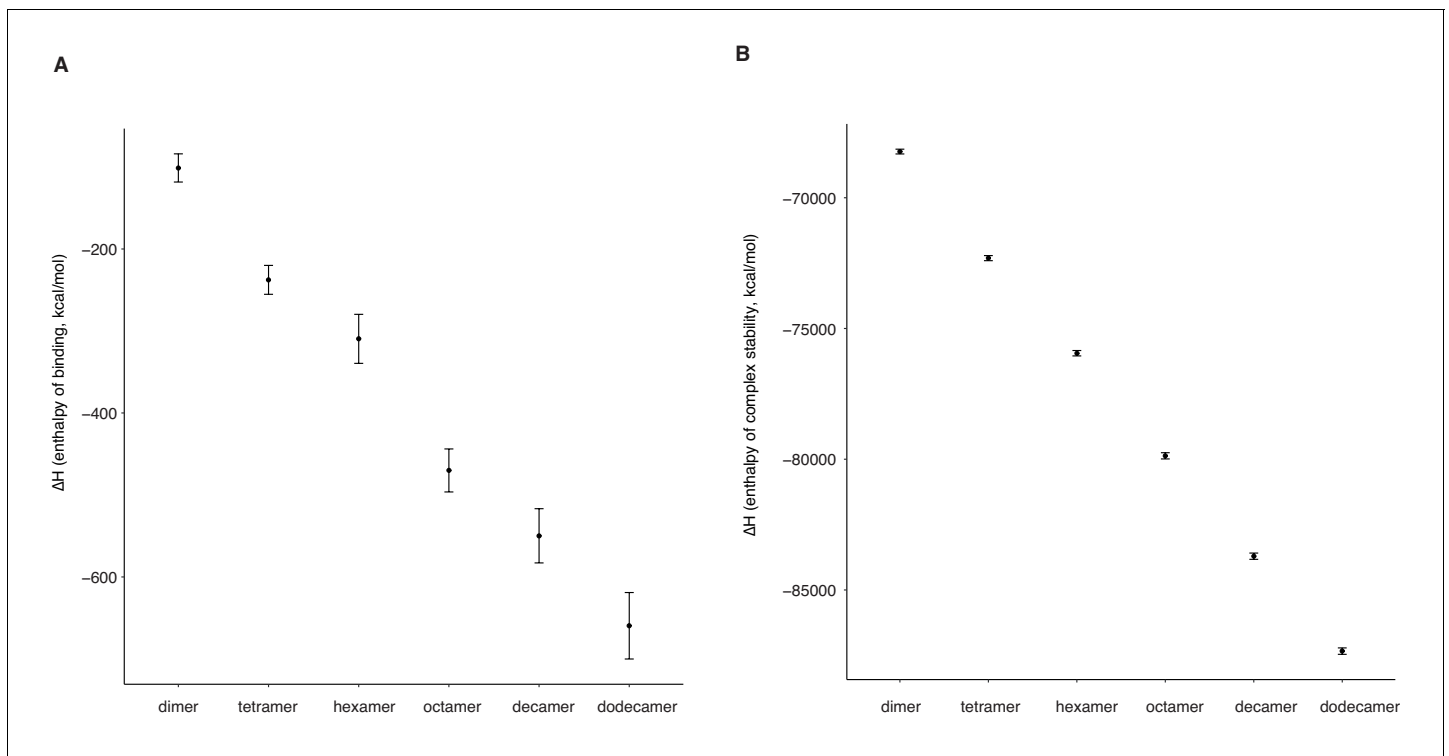 A
ΔH (enthalpy of binding, kcal/mol)
−200
−400
−600
dimer tetramer hexamer octamer decamer dodecamer
B
ΔH (enthalpy of complex stability, kcal/mol)
−70000
−75000
−80000
−85000
dimer tetramer hexamer octamer decamer dodecamer